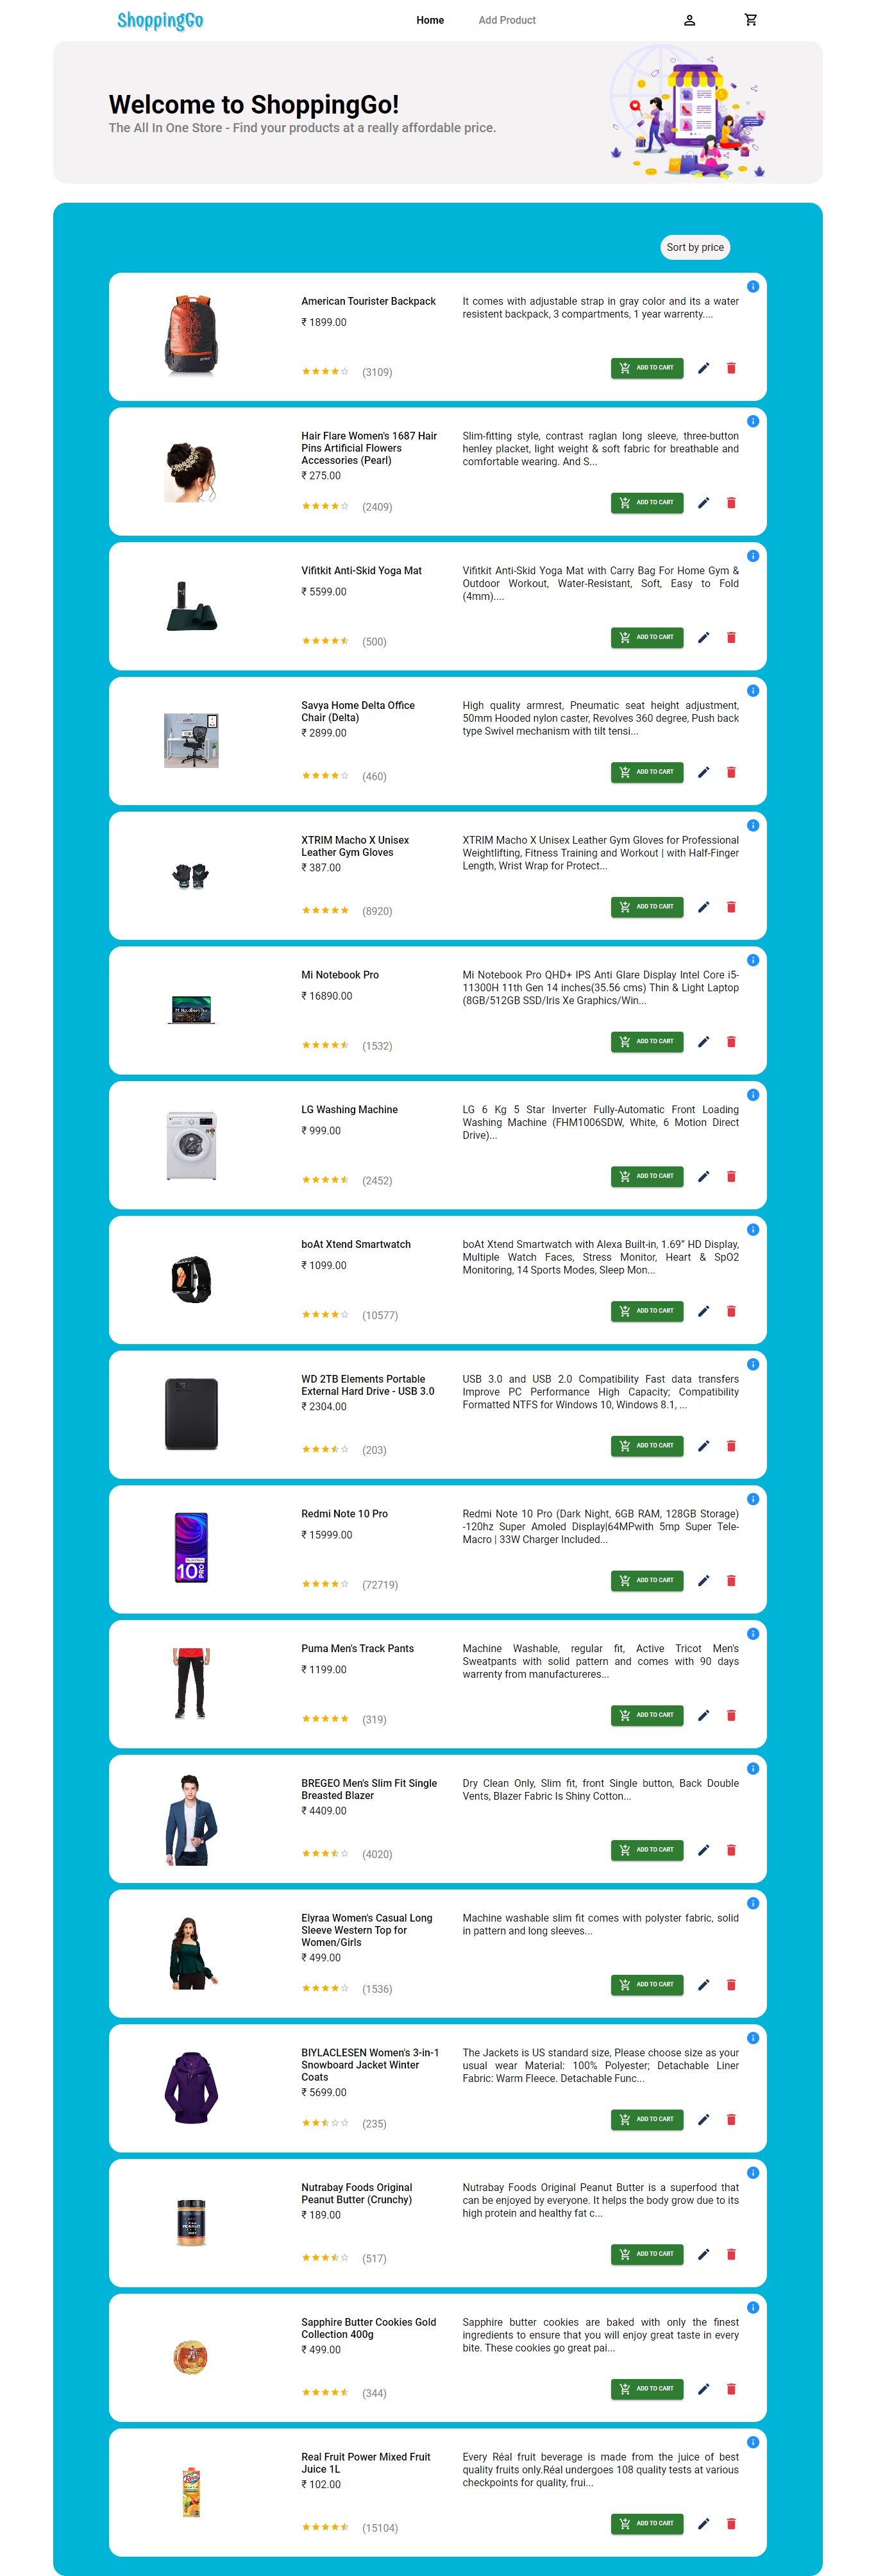 ShoppingGo
Home
Add Product
Welcome to ShoppingGo!
The All In One Store - Find your products at a really affordable price.
Sort by price
American Tourister Backpack
₹ 1899.00
(3109)
It comes with adjustable strap in gray color and its a water
resistent backpack, 3 compartments, 1 year warrenty....
ADD TO CART
Hair Flare Women's 1687 Hair
Pins Artificial Flowers
Accessories (Pearl)
₹ 275.00
(2409)
Slim-fitting style, contrast raglan long sleeve, three-button
henley placket, light weight & soft fabric for breathable and
comfortable wearing. And S...
ADD TO CART
Vifitkit Anti-Skid Yoga Mat
₹ 5599.00
(500)
Vifitkit Anti-Skid Yoga Mat with Carry Bag For Home Gym &
Outdoor Workout, Water-Resistant, Soft, Easy to Fold
(4mm)....
ADD TO CART
Savya Home Delta Office
Chair (Delta)
₹ 2899.00
(460)
High quality armrest, Pneumatic seat height adjustment,
50mm Hooded nylon caster, Revolves 360 degree, Push back
type Swivel mechanism with tilt tensi...
ADD TO CART
XTRIM Macho X Unisex
Leather Gym Gloves
₹ 387.00
(8920)
XTRIM Macho X Unisex Leather Gym Gloves for Professional
Weightlifting, Fitness Training and Workout | with Half-Finger
Length, Wrist Wrap for Protect...
ADD TO CART
Mi Notebook Pro
₹ 16890.00
(1532)
Mi Notebook Pro QHD+ IPS Anti Glare Display Intel Core i5-
11300H 11th Gen 14 inches(35.56 cms) Thin & Light Laptop
(8GB/512GB SSD/Iris Xe Graphics/Win...
ADD TO CART
LG Washing Machine
₹ 999.00
(2452)
LG 6 Kg 5 Star Inverter Fully-Automatic Front Loading
Washing Machine (FHM1006SDW, White, 6 Motion Direct
Drive)...
ADD TO CART
boAt Xtend Smartwatch
₹ 1099.00
(10577)
boAt Xtend Smartwatch with Alexa Built-in, 1.69” HD Display,
Multiple Watch Faces, Stress Monitor, Heart & SpO2
Monitoring, 14 Sports Modes, Sleep Mon...
ADD TO CART
WD 2TB Elements Portable
External Hard Drive - USB 3.0
₹ 2304.00
(203)
USB 3.0 and USB 2.0 Compatibility Fast data transfers
Improve PC Performance High Capacity; Compatibility
Formatted NTFS for Windows 10, Windows 8.1, ...
ADD TO CART
10 PRO
Redmi Note 10 Pro
₹ 15999.00
(72719)
Redmi Note 10 Pro (Dark Night, 6GB RAM, 128GB Storage)
-120hz Super Amoled Display|64MPwith 5mp Super Tele-
Macro | 33W Charger Included...
ADD TO CART
Puma Men's Track Pants
₹ 1199.00
(319)
Machine Washable, regular fit, Active Tricot Men's
Sweatpants with solid pattern and comes with 90 days
warrenty from manufactureres...
ADD TO CART
BREGEO Men's Slim Fit Single
Breasted Blazer
₹ 4409.00
(4020)
Dry Clean Only, Slim fit, front Single button, Back Double
Vents, Blazer Fabric Is Shiny Cotton...
ADD TO CART
Elyraa Women's Casual Long
Sleeve Western Top for
Women/Girls
₹ 499.00
(1536)
Machine washable slim fit comes with polyster fabric, solid
in pattern and long sleeves...
ADD TO CART
BIYLACLESEN Women's 3-in-1
Snowboard Jacket Winter
Coats
₹ 5699.00
(235)
The Jackets is US standard size, Please choose size as your
usual wear Material: 100% Polyester; Detachable Liner
Fabric: Warm Fleece. Detachable Func...
ADD TO CART
Nutrabay Foods Original
Peanut Butter (Crunchy)
₹ 189.00
(517)
Nutrabay Foods Original Peanut Butter is a superfood that
can be enjoyed by everyone. It helps the body grow due to its
high protein and healthy fat c...
ADD TO CART
Sapphire Butter Cookies Gold
Collection 400g
₹ 499.00
(344)
Sapphire butter cookies are baked with only the finest
ingredients to ensure that you will enjoy great taste in every
bite. These cookies go great pai...
ADD TO CART
Real Fruit Power Mixed Fruit
Juice 1L
₹ 102.00
(15104)
Every Réal fruit beverage is made from the juice of best
quality fruits only.Réal undergoes 108 quality tests at various
checkpoints for quality, frui...
ADD TO CART